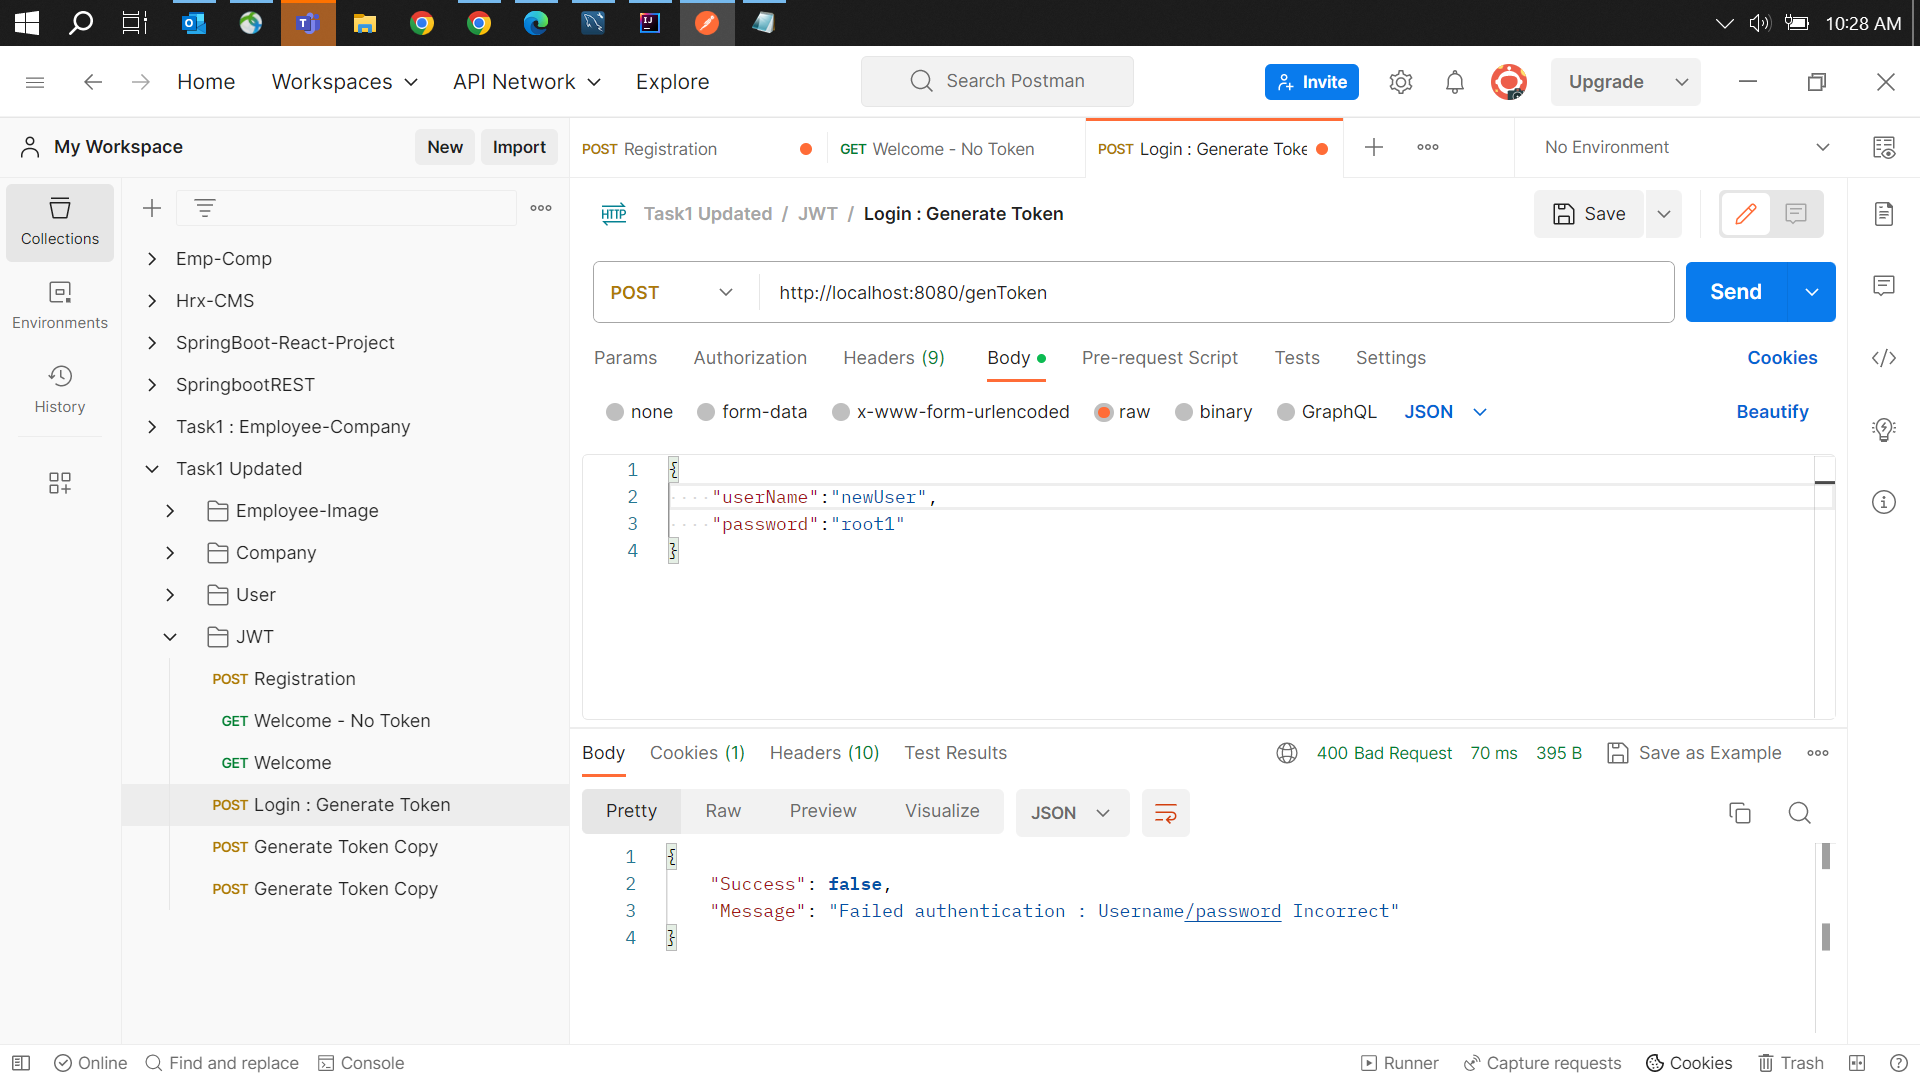 10:28 AM
Home
Workspaces
API Network
Explore
Search Postman
Invite
Upgrade
My Workspace
New
Import
POST Registration
GET Welcome - No Token
POST Login : Generate Toke
No Environment
Collections
Environments
History
Emp-Comp
Hrx-CMS
SpringBoot-React-Project
SpringbootREST
Task1 : Employee-Company
Task1 Updated
Employee-Image
Company
User
JWT
POST Registration
GET Welcome - No Token
GET Welcome
POST Login : Generate Token
POST Generate Token Copy
POST Generate Token Copy
HTTP Task1 Updated / JWT / Login : Generate Token
Save
POST
http://localhost:8080/genToken
Send
Params
Authorization
Headers (9)
Body
Pre-request Script
Tests
Settings
Cookies
none
form-data
x-www-form-urlencoded
raw
binary
GraphQL
JSON
Beautify
1 {
2 "userName":"newUser",
3 "password":"root1"
4 }
Body
Cookies (1)
Headers (10)
Test Results
400 Bad Request
70 ms
395 B
Save as Example
Pretty
Raw
Preview
Visualize
JSON
1 {
2 "Success": false,
3 "Message": "Failed authentication : Username/password Incorrect"
4 }
Online
Find and replace
Console
Runner
Capture requests
Cookies
Trash